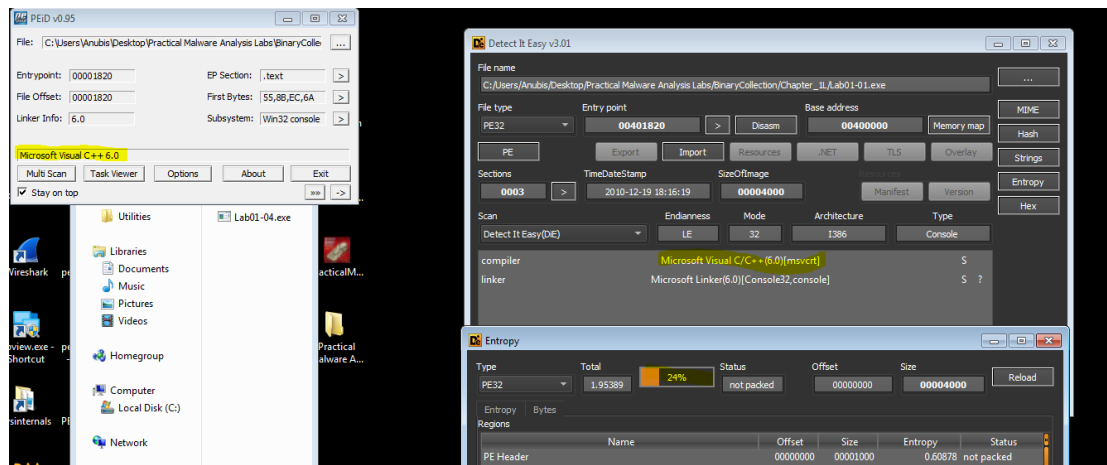 PEiD v0.95
File: C:\Users\Anubis\Desktop\Practical Malware Analysis Labs\BinaryColle ...
Entrypoint: 00001820 EP Section: .text >
File Offset: 00001820 First Bytes: 55,8B,EC,6A >
Linker Info: 6.0 Subsystem: Win32 console >
Microsoft Visual C++ 6.0
Multi Scan Task Viewer Options About Exit
Stay on top »» ->
Utilities
Libraries
Documents
Music
Pictures
Videos
Homegroup
Computer
Local Disk (C:)
Network
Lab01-04.exe
Wireshark pe
acticalM...
oview.exe - pe
Shortcut
Practical
alware A...
sinternals PE
Detect It Easy v3.01
File name
C:/Users/Anubis/Desktop/Practical Malware Analysis Labs/BinaryCollection/Chapter_1L/Lab01-01.exe ...
File type Entry point Base address MIME
PE32 00401820 > Disasm 00400000 Memory map Hash
PE Export Import Resources .NET TLS Overlay Strings
Sections TimeDateStamp SizeOfImage Resources Entropy
0003 > 2010-12-19 18:16:19 00004000 Manifest Version Hex
Scan Endianness Mode Architecture Type
Detect It Easy(DiE) LE 32 I386 Console
compiler Microsoft Visual C/C++(6.0)[msvcrt] S
linker Microsoft Linker(6.0)[Console32,console] S ?
Entropy
Type Total Status Offset Size
PE32 1.95389 24% not packed 00000000 00004000 Reload
Entropy Bytes
Regions
Name Offset Size Entropy Status
PE Header 00000000 00001000 0.60878 not packed